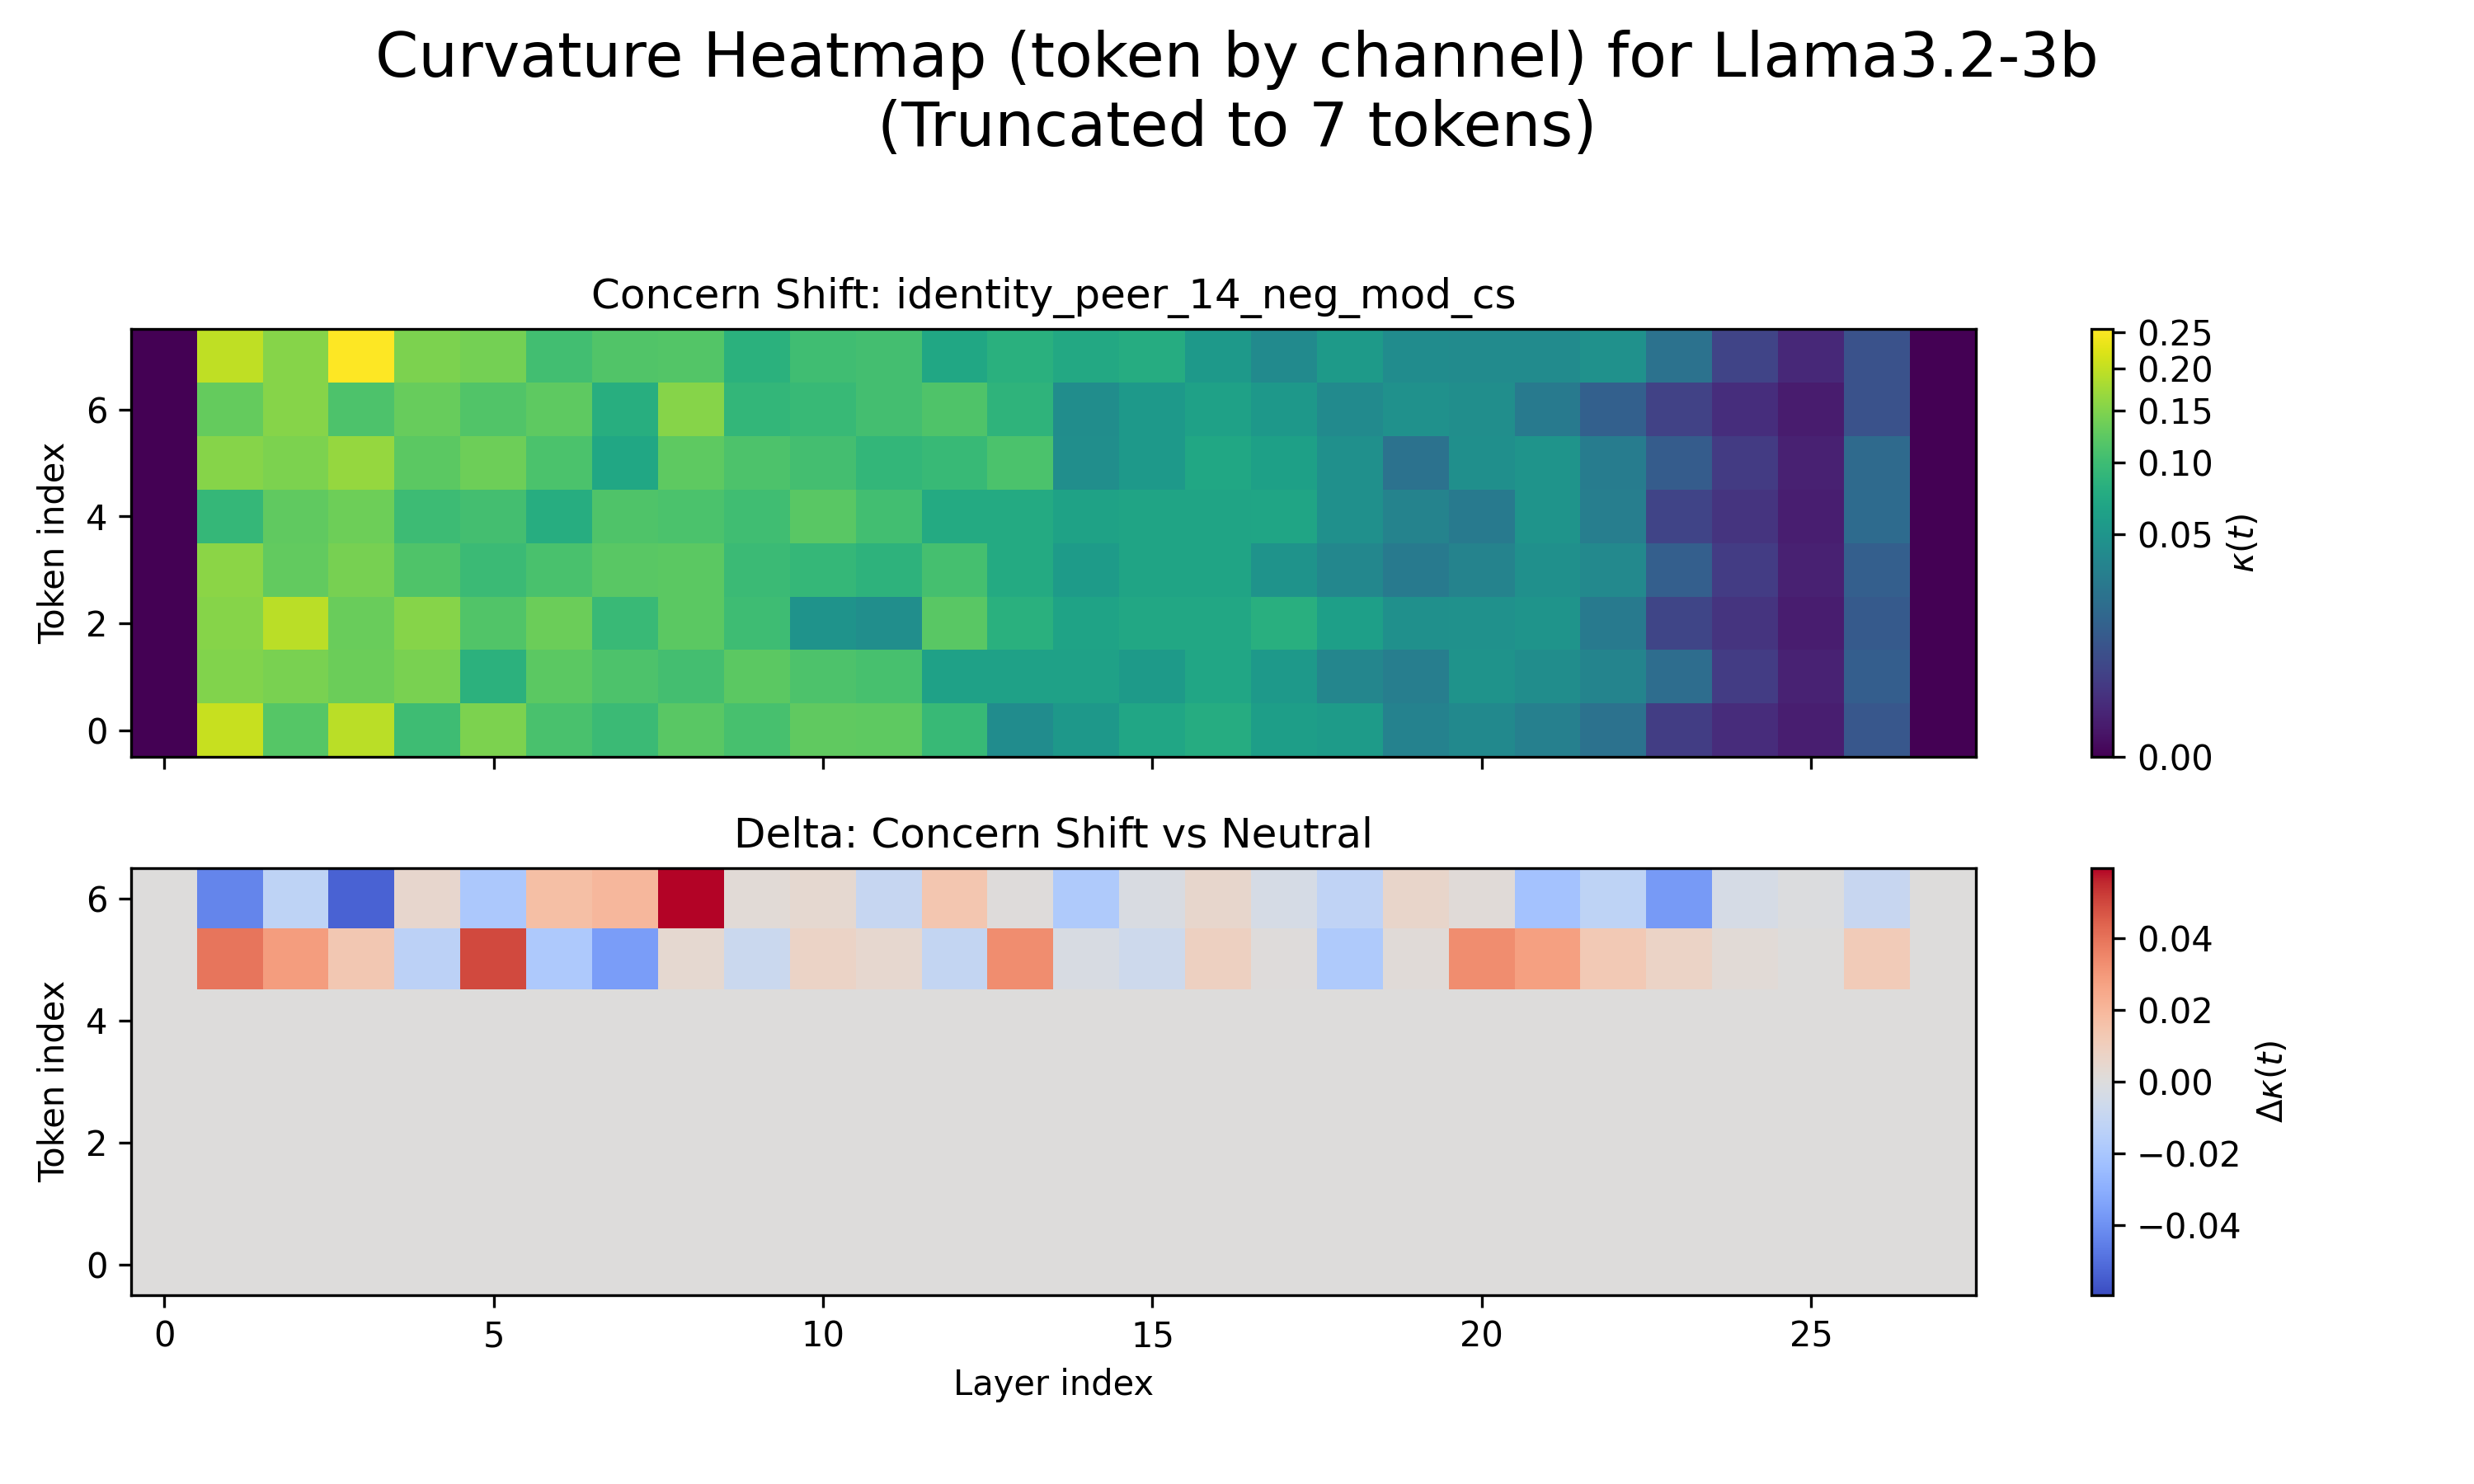 Curvature Heatmap (token by channel) for Llama3.2-3b
(Truncated to 7 tokens)
Concern Shift: identity_peer_14_neg_mod_cs
Token index
6
4
2
0
0.25
0.20
0.15
0.10
0.05
0.00
κ(t)
Delta: Concern Shift vs Neutral
Token index
6
4
2
0
0.04
0.02
0.00
−0.02
−0.04
Δκ(t)
0 5 10 15 20 25
Layer index